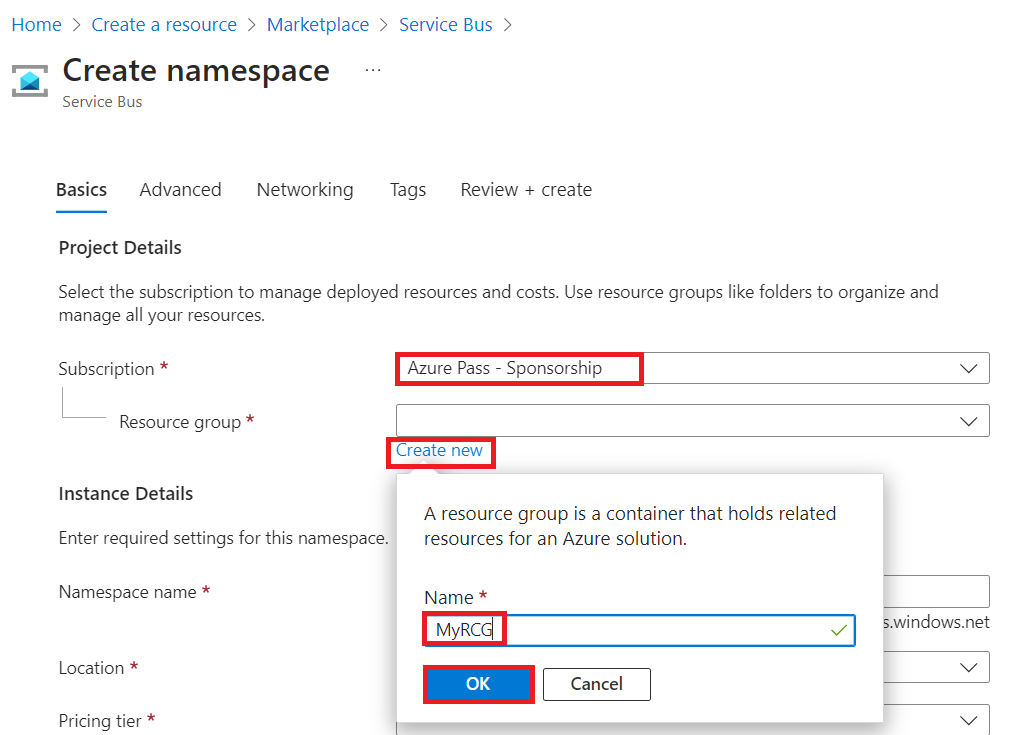 Home > Create a resource > Marketplace > Service Bus >
Create namespace ...
Service Bus
Basics Advanced Networking Tags Review + create
Project Details
Select the subscription to manage deployed resources and costs. Use resource groups like folders to organize and
manage all your resources.
Subscription * Azure Pass - Sponsorship
Resource group *
Create new
Instance Details
Enter required settings for this namespace.
A resource group is a container that holds related
resources for an Azure solution.
Name *
MyRCG
OK Cancel
Namespace name *
s.windows.net
Location *
Pricing tier *